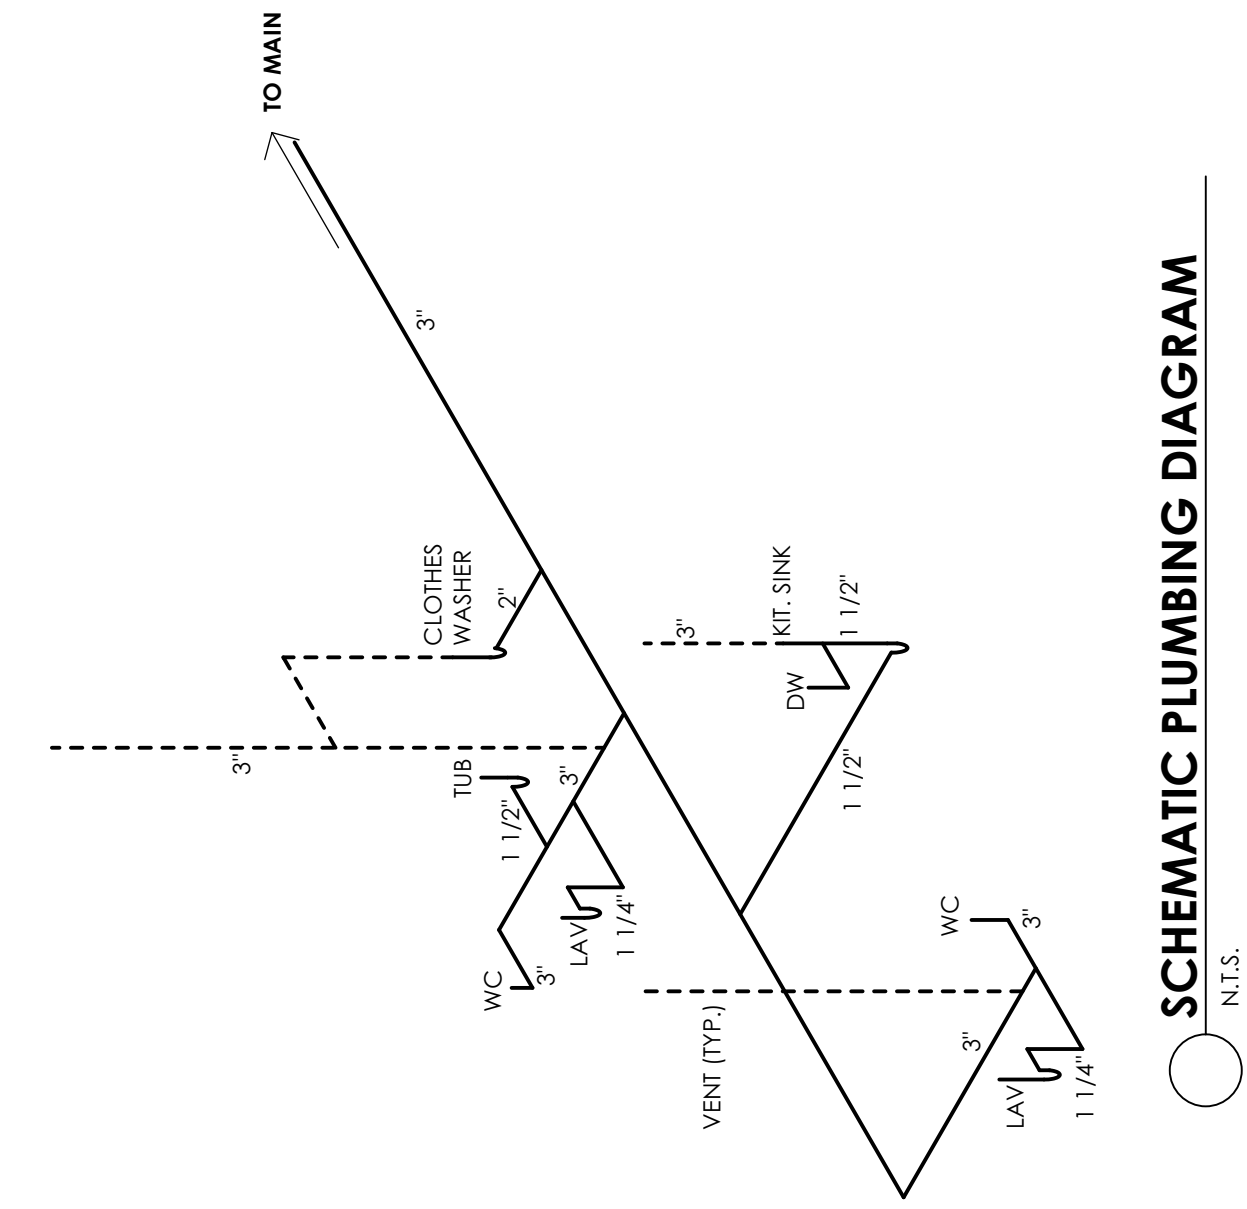 TO MAIN
3"
CLOTHES
WASHER
2"
3"
TUB
1 1/2"
3"
WC
3"
LAV
1 1/4"
3"
KIT. SINK
1 1/2"
DW
1 1/2"
VENT (TYP.)
WC
3"
3"
LAV
1 1/4"
SCHEMATIC PLUMBING DIAGRAM
N.T.S.